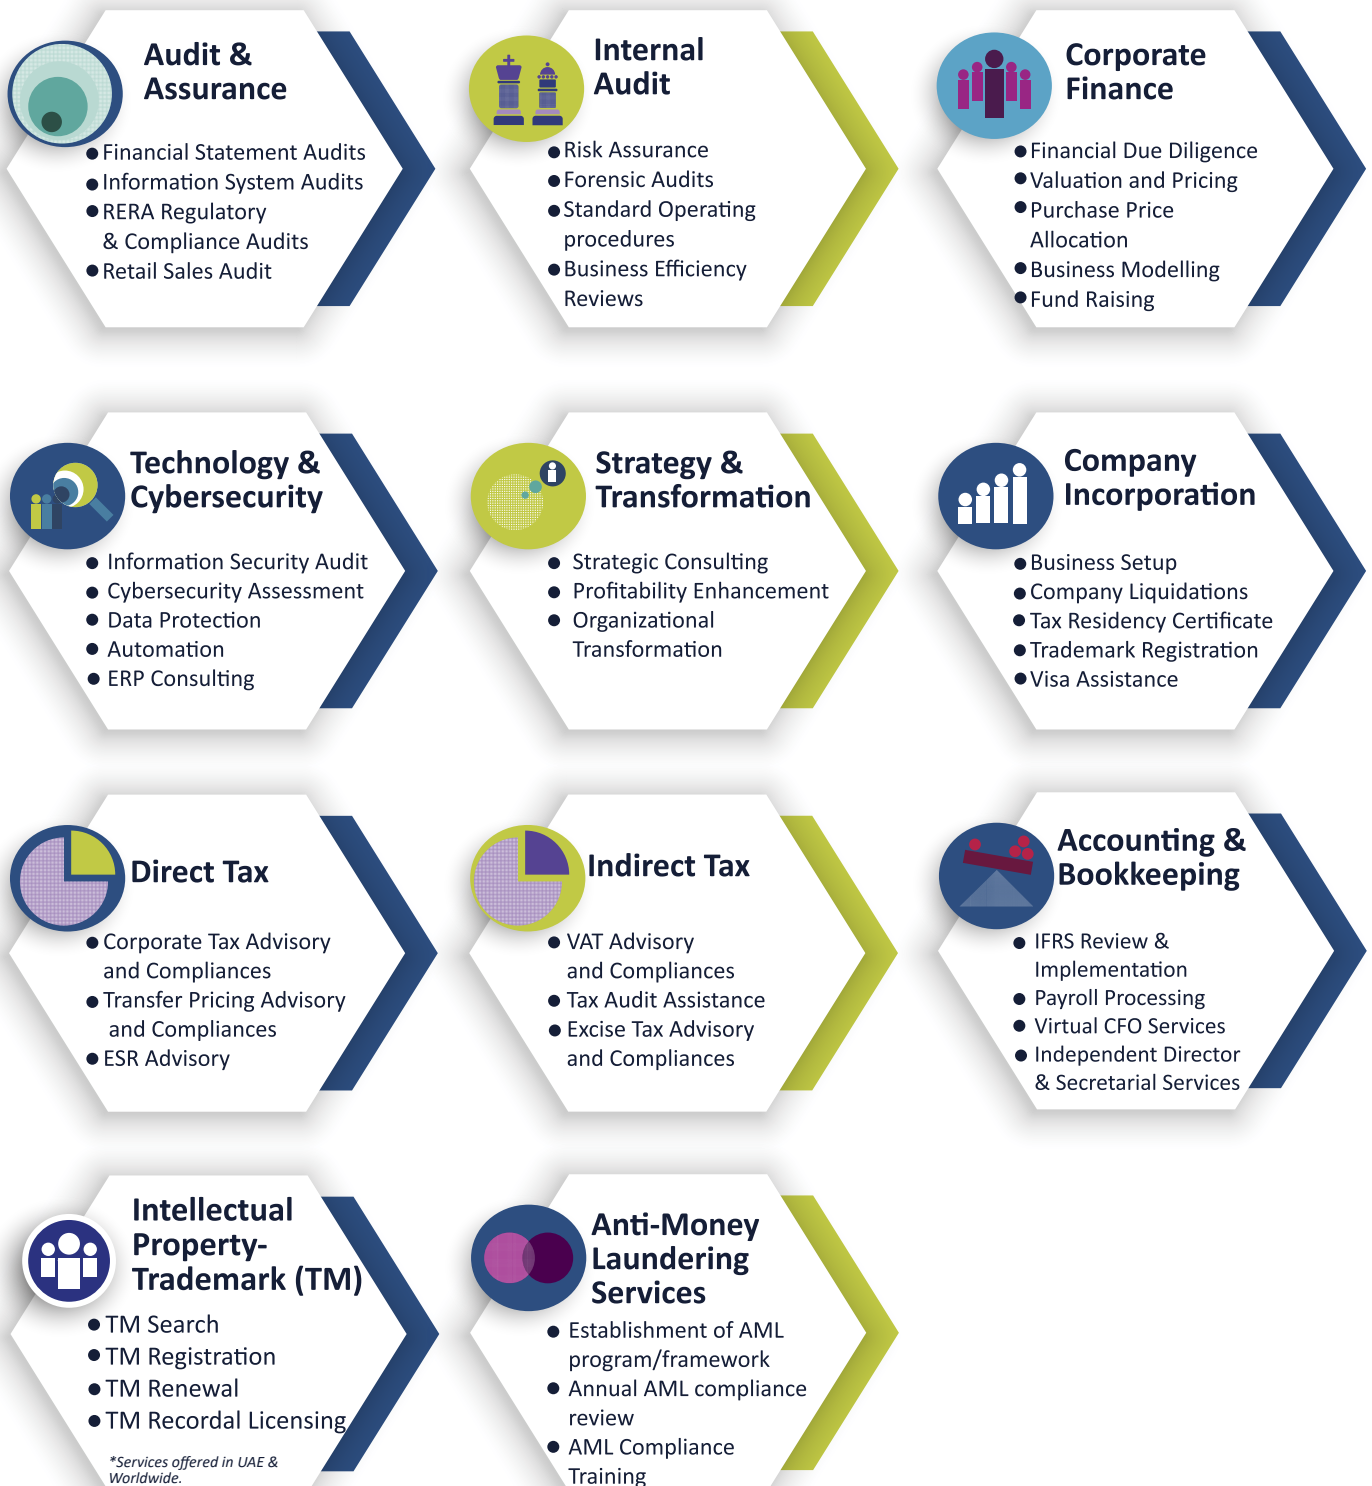 Audit &
Assurance
●Financial Statement Audits
●Information System Audits
●RERA Regulatory
& Compliance Audits
●Retail Sales Audit
Internal
Audit
●Risk Assurance
●Forensic Audits
●Standard Operating
procedures
●Business Efficiency
Reviews
Corporate
Finance
●Financial Due Diligence
●Valuation and Pricing
●Purchase Price
Allocation
●Business Modelling
●Fund Raising
Technology &
Cybersecurity
● Information Security Audit
● Cybersecurity Assessment
● Data Protection
● Automation
● ERP Consulting
Strategy &
Transformation
● Strategic Consulting
● Profitability Enhancement
● Organizational
Transformation
Company
Incorporation
●Business Setup
●Company Liquidations
●Tax Residency Certificate
●Trademark Registration
●Visa Assistance
Direct Tax
●Corporate Tax Advisory
and Compliances
●Transfer Pricing Advisory
and Compliances
●ESR Advisory
Indirect Tax
● VAT Advisory
and Compliances
● Tax Audit Assistance
● Excise Tax Advisory
and Compliances
Accounting &
Bookkeeping
● IFRS Review &
Implementation
● Payroll Processing
● Virtual CFO Services
● Independent Director
& Secretarial Services
Intellectual
Property-
Trademark (TM)
●TM Search
●TM Registration
●TM Renewal
●TM Recordal Licensing
*Services offered in UAE &
Worldwide.
Anti-Money
Laundering
Services
● Establishment of AML
program/framework
● Annual AML compliance
review
● AML Compliance
Training